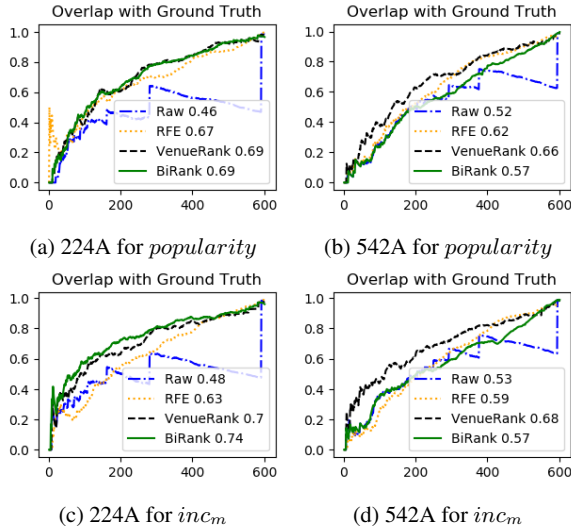 Overlap with Ground Truth
Overlap with Ground Truth
1.0
0.8
0.6
0.4
0.2
0.0
Raw 0.46
RFE 0.67
VenueRank 0.69
BiRank 0.69
0 200 400 600
1.0
0.8
0.6
0.4
0.2
0.0
Raw 0.52
RFE 0.62
VenueRank 0.66
BiRank 0.57
0 200 400 600
(a) 224A for popularity
(b) 542A for popularity
Overlap with Ground Truth
Overlap with Ground Truth
1.0
0.8
0.6
0.4
0.2
0.0
Raw 0.48
RFE 0.63
VenueRank 0.7
BiRank 0.74
0 200 400 600
1.0
0.8
0.6
0.4
0.2
0.0
Raw 0.53
RFE 0.59
VenueRank 0.68
BiRank 0.57
0 200 400 600
(c) 224A for inc_m
(d) 542A for inc_m